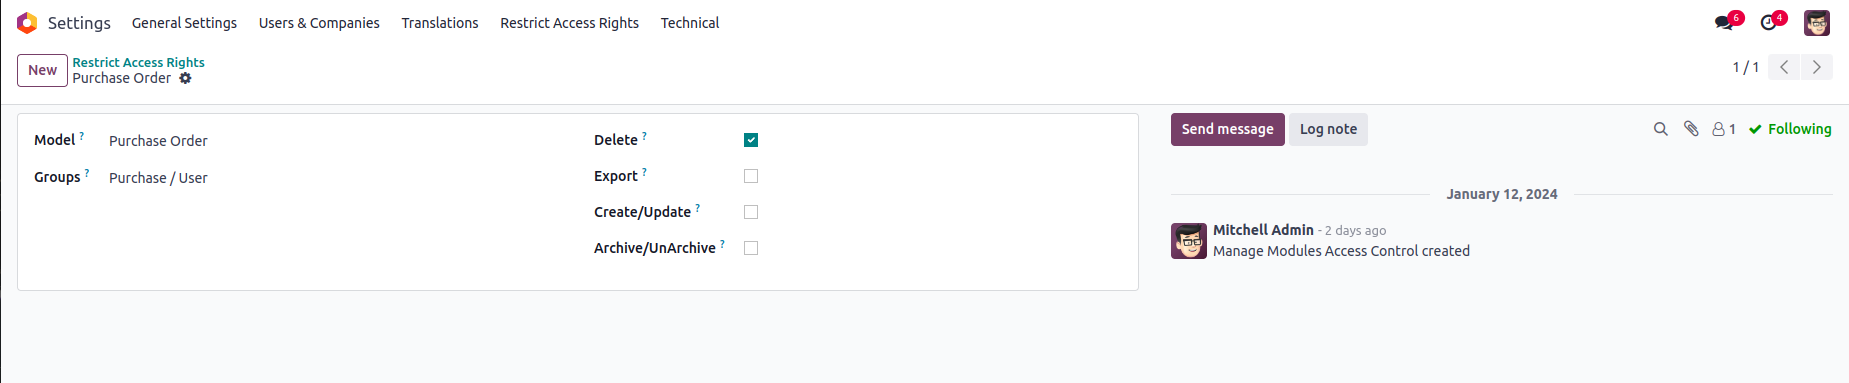 Settings General Settings Users & Companies Translations Restrict Access Rights Technical 6 4
New Restrict Access Rights 1 / 1
Purchase Order
Model ? Purchase Order
Groups ? Purchase / User
Delete ?
Export ?
Create/Update ?
Archive/UnArchive ?
Send message Log note 1 Following
January 12, 2024
Mitchell Admin - 2 days ago
Manage Modules Access Control created